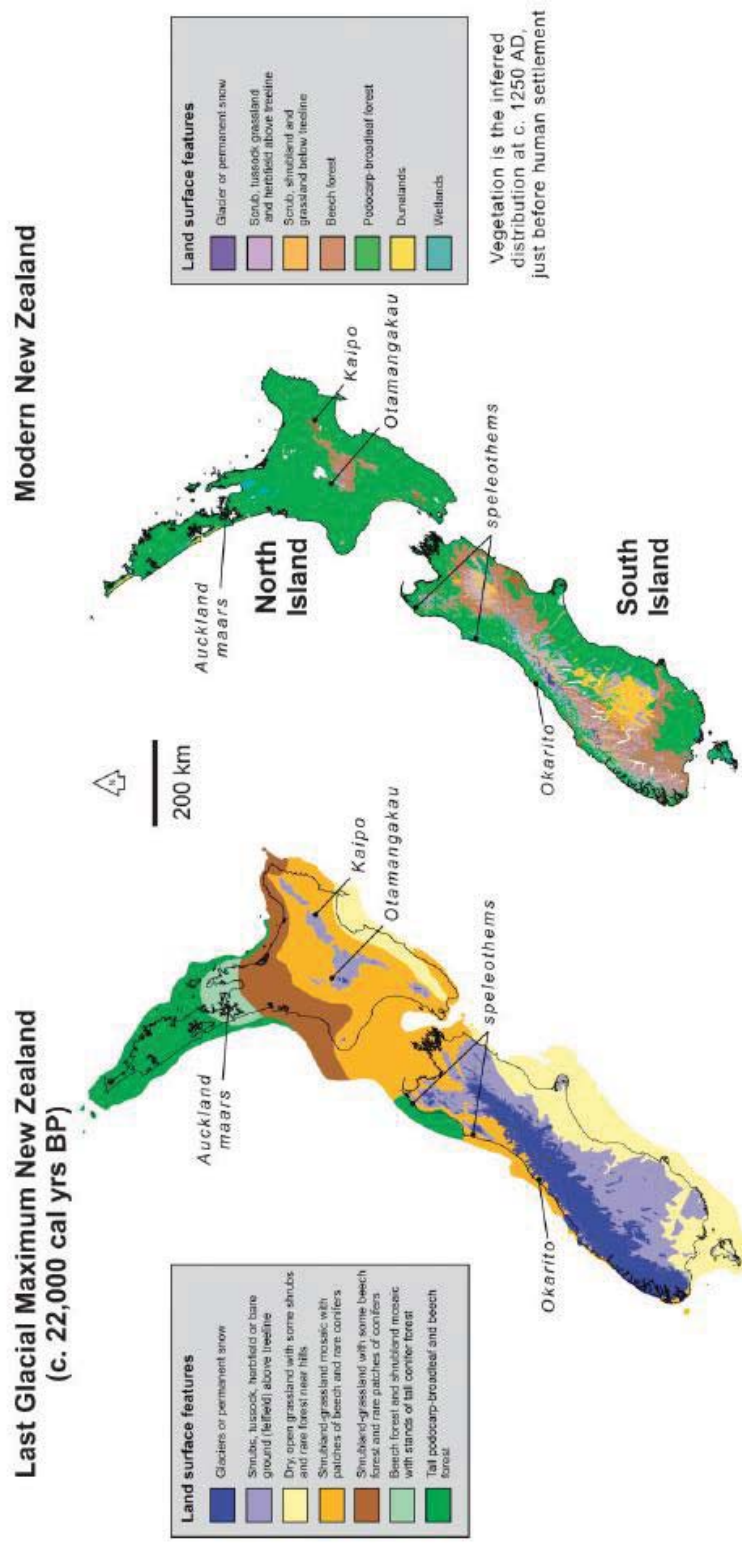 Last Glacial Maximum New Zealand
(c. 22,000 cal yrs BP)
Land surface features
Glaciers or permanent snow
Shrubs, tussock, herbfield or bare
ground (fellfield) above treeline
Dry, open grassland with some shrubs
and rare forest near hills
Shrubland-grassland mosaic with
patches of beech and rare conifers
Shrubland-grassland with some beech
forest and rare patches of conifers
Beech forest and shrubland mosaic
with stands of tall conifer forest
Tall podocarp-broadleaf and beech
forest
Auckland
maars
Kaipo
Otamangakau
speleothems
Okarito
N
200 km
Modern New Zealand
Auckland
maars
North
Island
Kaipo
Otamangakau
speleothems
Okarito
South
Island
Land surface features
Glacier or permanent snow
Scrub, tussock grassland
and herbfield above treeline
Scrub, shrubland and
grassland below treeline
Beech forest
Podocarp-broadleaf forest
Dunalands
Wetlands
Vegetation is the inferred
distribution at c. 1250 AD,
just before human settlement